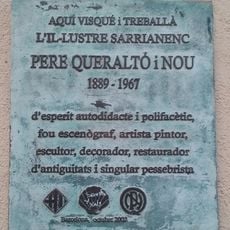 AQUÍ VISQUÉ i TREBALLÀ
L'IL-LUSTRE SARRIANENC
PERE QUERALTÓ i NOU
1889 - 1967
d'esperit autodidacte i polifacètic,
fou escenògraf, artista pintor,
escultor, decorador, restaurador
d'antiguitats i singular pessebrista
Barcelona, octubre 2003